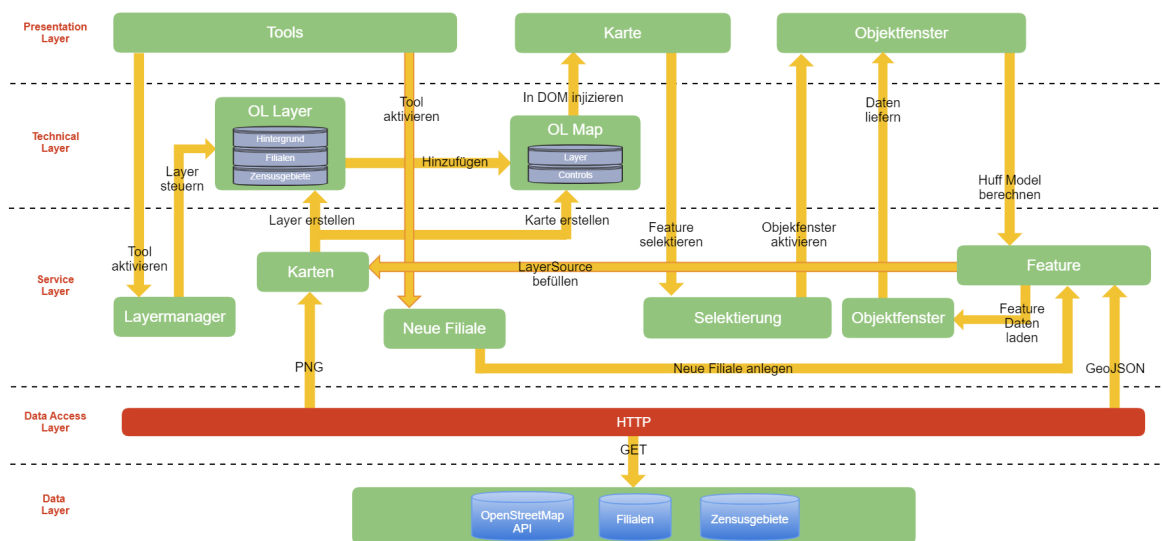 Presentation
Layer
Tools
Karte
Objektfenster
Technical
Layer
OL Layer
Hintergrund
Filialen
Zensusgebiete
Tool
aktivieren
In DOM injizieren
OL Map
Layer
Controls
Daten
liefern
Layer
steuern
Hinzufügen
Huff Model
berechnen
Layer erstellen
Karte erstellen
Service
Layer
Tool
aktivieren
Feature
selektieren
Objekfenster
aktivieren
Karten
LayerSource
befüllen
Feature
Layermanager
Neue Filiale
Selektierung
Objektfenster
Feature
Daten
laden
PNG
Neue Filiale anlegen
GeoJSON
Data Access
Layer
HTTP
GET
Data
Layer
OpenStreetMap
API
Filialen
Zensusgebiete